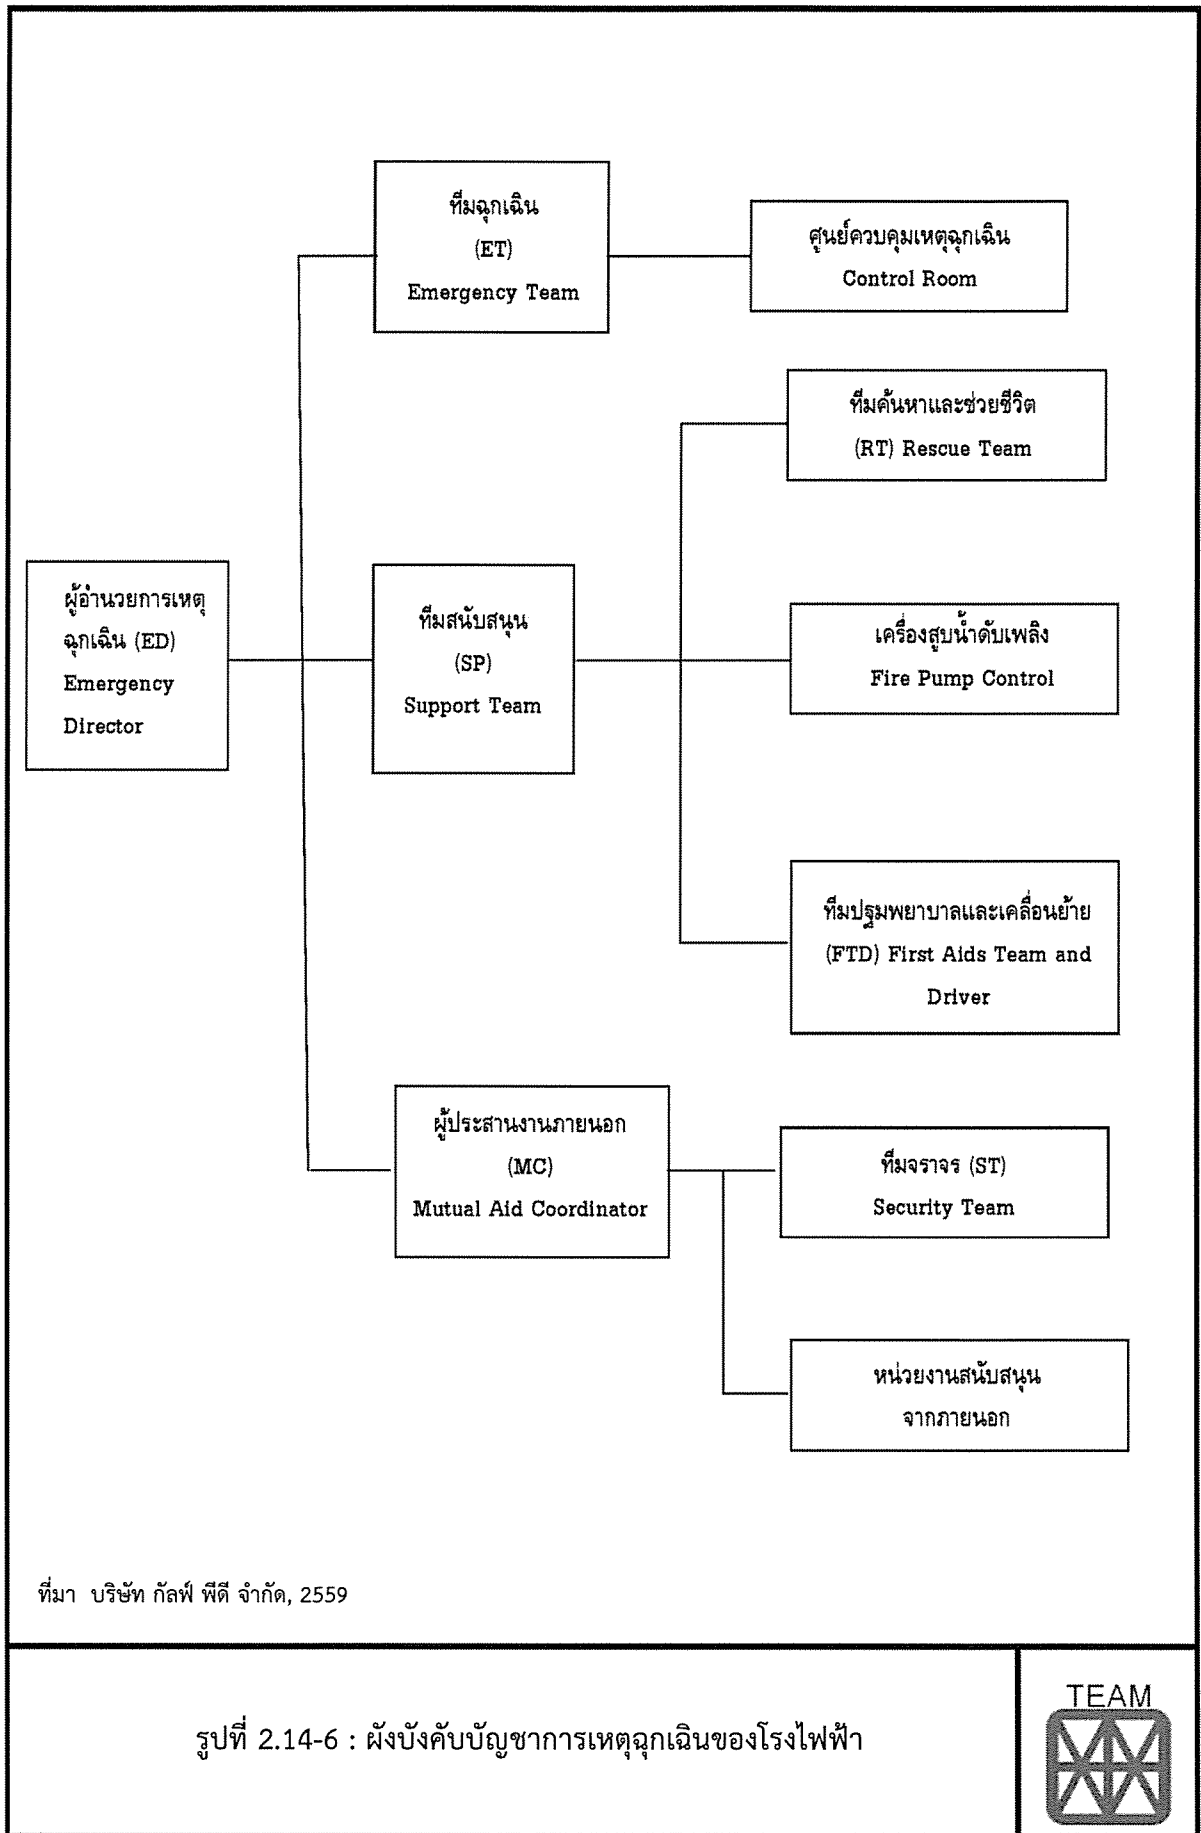 ทีมฉุกเฉิน
(ET)
Emergency Team
ศูนย์ควบคุมเหตุฉุกเฉิน
Control Room
ทีมค้นหาและช่วยชีวิต
(RT) Rescue Team
ผู้อำนวยการเหตุ
ฉุกเฉิน (ED)
Emergency
Director
ทีมสนับสนุน
(SP)
Support Team
เครื่องสูบน้ำดับเพลิง
Fire Pump Control
ทีมปฐมพยาบาลและเคลื่อนย้าย
(FTD) First Aids Team and
Driver
ผู้ประสานงานภายนอก
(MC)
Mutual Aid Coordinator
ทีมจราจร (ST)
Security Team
หน่วยงานสนับสนุน
จากภายนอก
ที่มา บริษัท กัลฟ์ พีดี จำกัด, 2559
รูปที่ 2.14-6 : ผังบังคับบัญชาการเหตุฉุกเฉินของโรงไฟฟ้า
TEAM